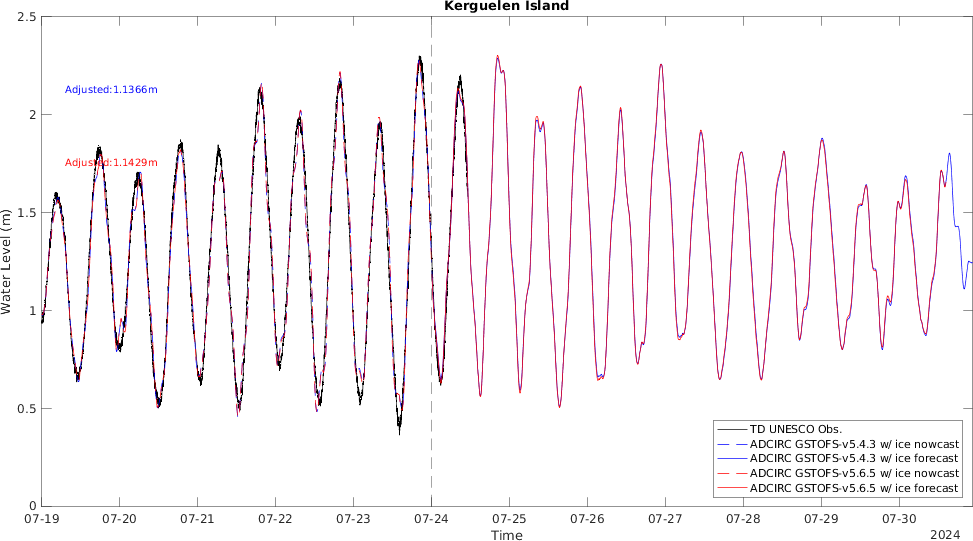 Kerguelen Island
2.5
2
1.5
1
0.5
0
Water Level (m)
Adjusted:1.1366m
Adjusted:1.1429m
TD UNESCO Obs.
ADCIRC GSTOFS-v5.4.3 w/ ice nowcast
ADCIRC GSTOFS-v5.4.3 w/ ice forecast
ADCIRC GSTOFS-v5.6.5 w/ ice nowcast
ADCIRC GSTOFS-v5.6.5 w/ ice forecast
07-19 07-20 07-21 07-22 07-23 07-24 07-25 07-26 07-27 07-28 07-29 07-30
Time
2024